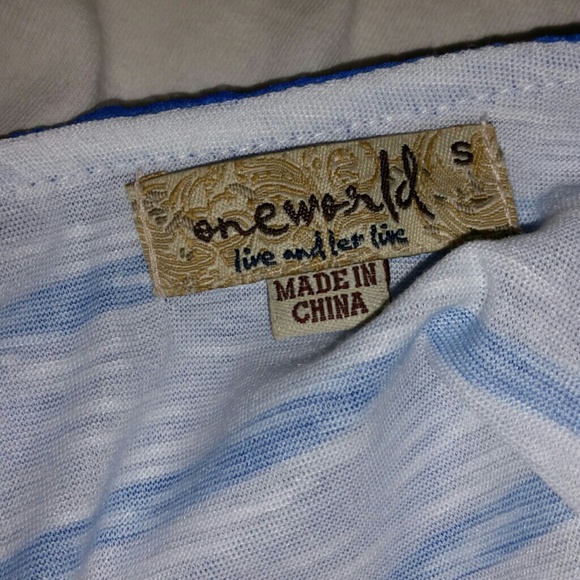 oneworld
S
live and let live
MADE IN
CHINA